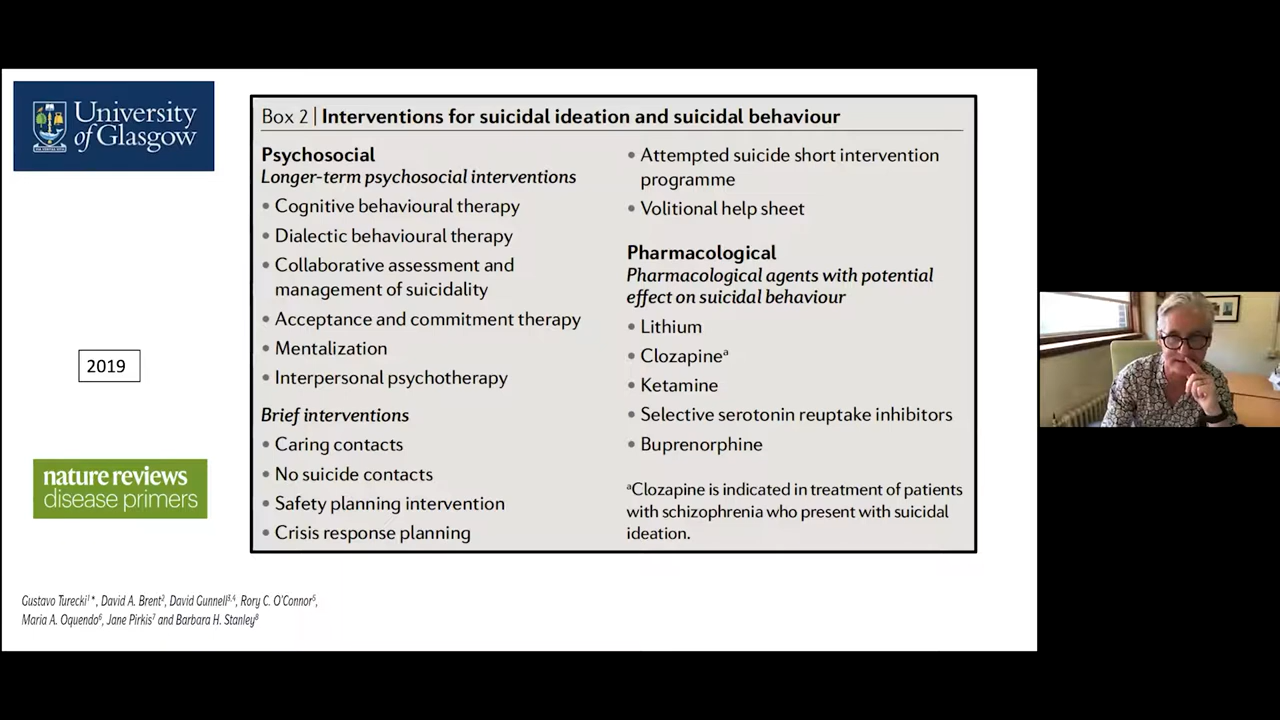 University
of Glasgow
2019
nature reviews
disease primers
Box 2 | Interventions for suicidal ideation and suicidal behaviour
Psychosocial
Longer-term psychosocial interventions
• Cognitive behavioural therapy
• Dialectic behavioural therapy
• Collaborative assessment and
management of suicidality
• Acceptance and commitment therapy
• Mentalization
• Interpersonal psychotherapy
Brief interventions
• Caring contacts
• No suicide contacts
• Safety planning intervention
• Crisis response planning
• Attempted suicide short intervention
programme
• Volitional help sheet
Pharmacological
Pharmacological agents with potential
effect on suicidal behaviour
• Lithium
• Clozapineᵃ
• Ketamine
• Selective serotonin reuptake inhibitors
• Buprenorphine
ᵃClozapine is indicated in treatment of patients
with schizophrenia who present with suicidal
ideation.
Gustavo Turecki¹*, David A. Brent², David Gunnell³,⁴, Rory C. O'Connor⁵,
Maria A. Oquendo⁶, Jane Pirkis⁷ and Barbara H. Stanley⁸